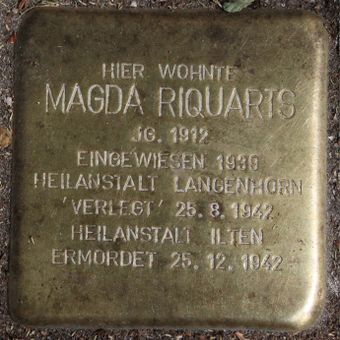 HIER WOHNTE
MAGDA RIQUARTS
JG. 1912
EINGEWIESEN 1935
HEILANSTALT LANGENHORN
'VERLEGT' 25.8.1942
HEILANSTALT ILTEN
ERMORDET 25.12.1942